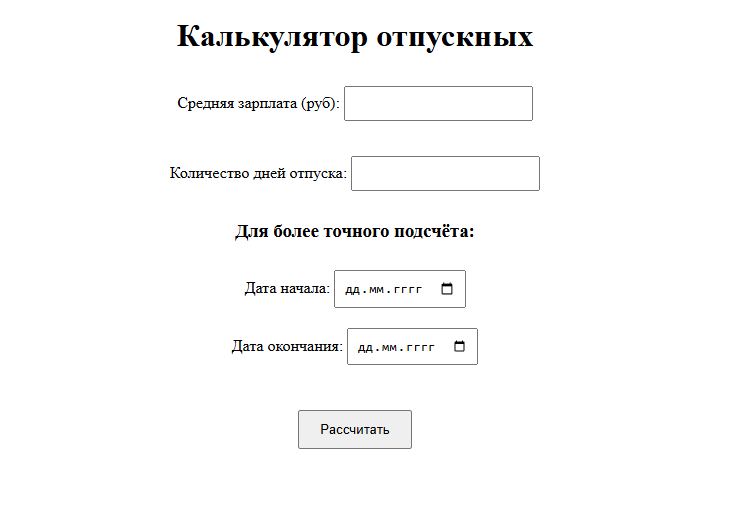 Калькулятор отпускных
Средняя зарплата (руб):
Количество дней отпуска:
Для более точного подсчёта:
Дата начала: дд.мм.гггг
Дата окончания: дд.мм.гггг
Рассчитать